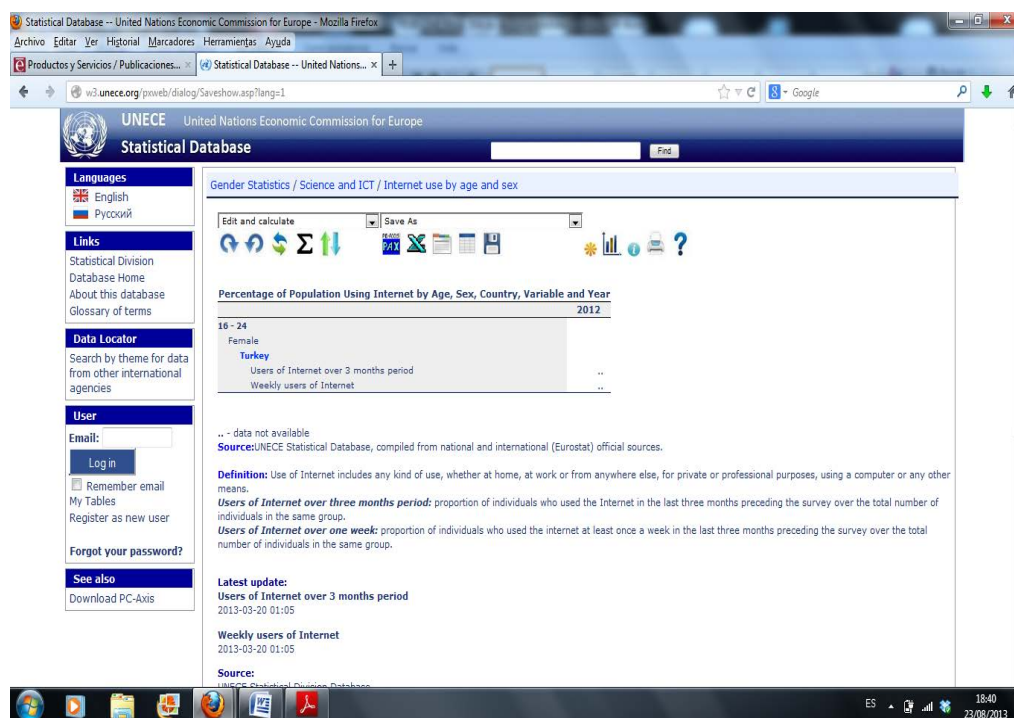 Statistical Database -- United Nations Economic Commission for Europe - Mozilla Firefox
Archivo Editar Ver Historial Marcadores Herramientas Ayuda
Productos y Servicios / Publicaciones...
Statistical Database -- United Nations...
w3.unece.org/pxweb/dialog/Saveshow.asp?lang=1
Google
UNECE United Nations Economic Commission for Europe
Statistical Database
Find
Languages
English
Русский
Links
Statistical Division
Database Home
About this database
Glossary of terms
Data Locator
Search by theme for data
from other international
agencies
User
Email:
Log in
Remember email
My Tables
Register as new user
Forgot your password?
See also
Download PC-Axis
Gender Statistics / Science and ICT / Internet use by age and sex
Edit and calculate
Save As
PAX
Percentage of Population Using Internet by Age, Sex, Country, Variable and Year
2012
16 - 24
Female
Turkey
Users of Internet over 3 months period ..
Weekly users of Internet ..
.. - data not available
Source:UNECE Statistical Database, compiled from national and international (Eurostat) official sources.
Definition: Use of Internet includes any kind of use, whether at home, at work or from anywhere else, for private or professional purposes, using a computer or any other
means.
Users of Internet over three months period: proportion of individuals who used the Internet in the last three months preceding the survey over the total number of
individuals in the same group.
Users of Internet over one week: proportion of individuals who used the internet at least once a week in the last three months preceding the survey over the total
number of individuals in the same group.
Latest update:
Users of Internet over 3 months period
2013-03-20 01:05
Weekly users of Internet
2013-03-20 01:05
Source:
UNECE Statistical Division Database
ES
18:40
23/08/2013